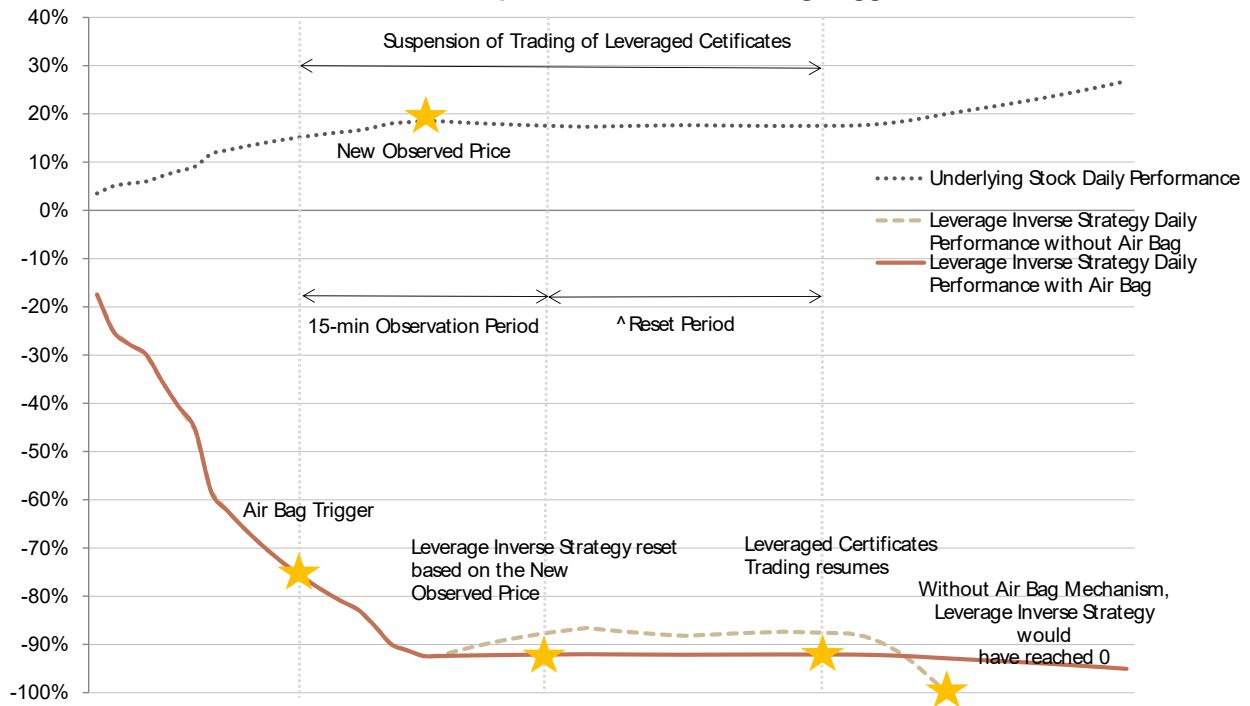 40%
Suspension of Trading of Leveraged Cetificates
30%
20%
New Observed Price
10%
Underlying Stock Daily Performance
0%
Leverage Inverse Strategy Daily
Performance without Air Bag
-10%
Leverage Inverse Strategy Daily
Performance with Air Bag
-20%
15-min Observation Period
^ Reset Period
-30%
-40%
-50%
-60%
Air Bag Trigger
-70%
Leverage Inverse Strategy reset
based on the New
Observed Price
Leveraged Certificates
Trading resumes
-80%
Without Air Bag Mechanism,
Leverage Inverse Strategy
would
have reached 0
-90%
-100%